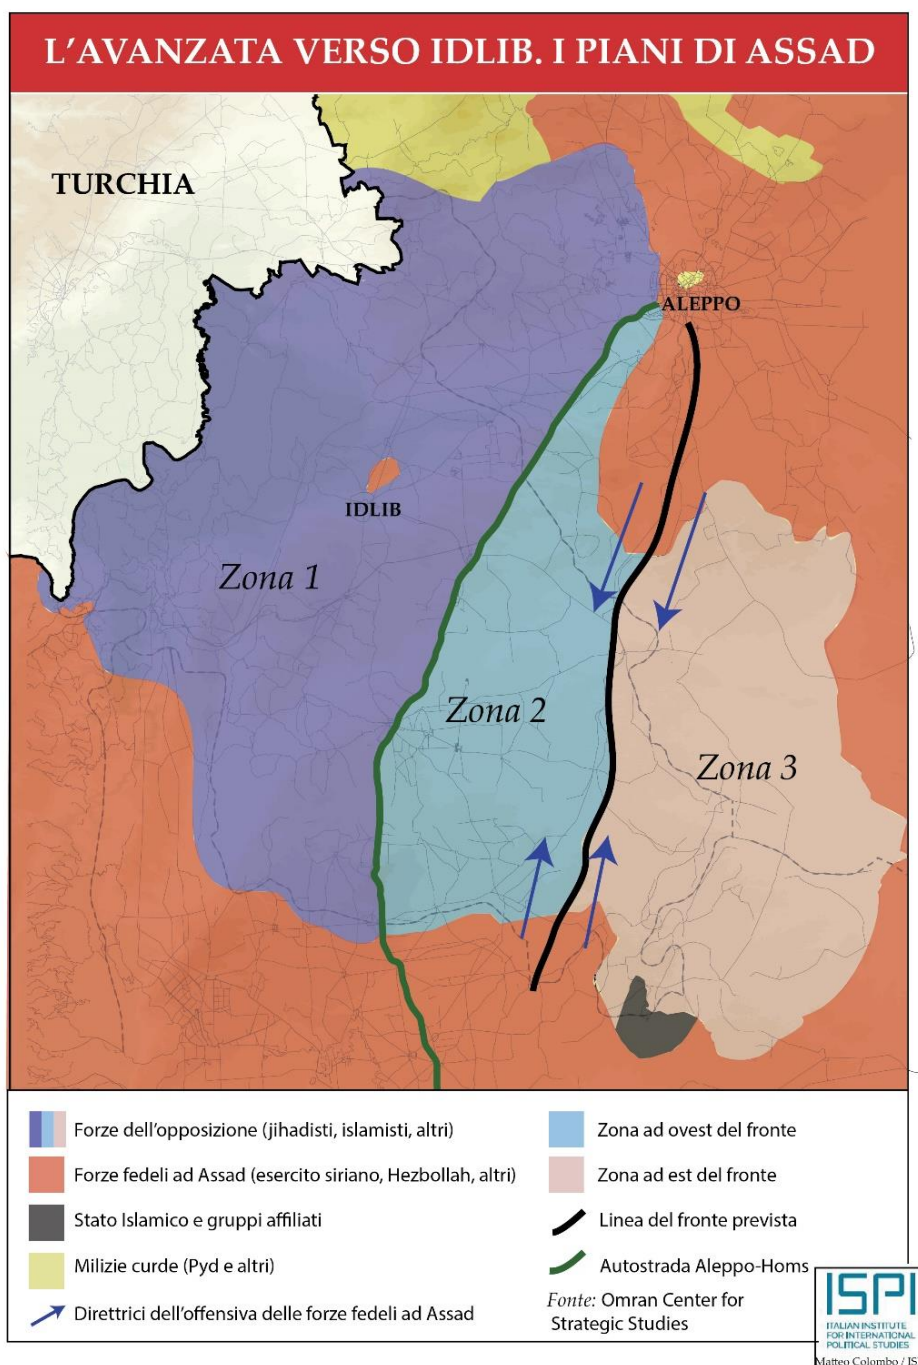 L'AVANZATA VERSO IDLIB. I PIANI DI ASSAD
TURCHIA
ALEPPO
IDLIB
Zona 1
Zona 2
Zona 3
Forze dell'opposizione (jihadisti, islamisti, altri)
Forze fedeli ad Assad (esercito siriano, Hezbollah, altri)
Stato Islamico e gruppi affiliati
Milizie curde (Pyd e altri)
Direttrici dell'offensiva delle forze fedeli ad Assad
Zona ad ovest del fronte
Zona ad est del fronte
Linea del fronte prevista
Autostrada Aleppo-Homs
Fonte: Omran Center for
Strategic Studies
ISPI
ITALIAN INSTITUTE
FOR INTERNATIONAL
POLITICAL STUDIES
Matteo Colombo / IS